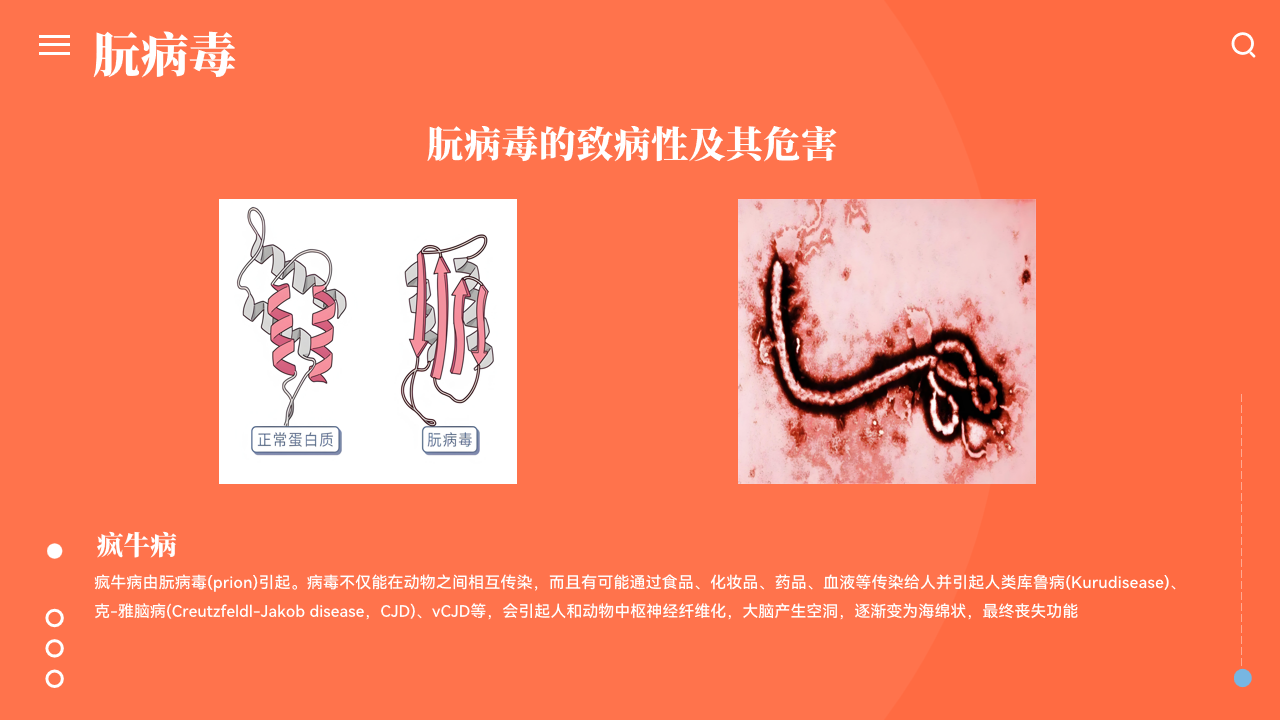 朊病毒
朊病毒的致病性及其危害
正常蛋白质
朊病毒
疯牛病
疯牛病由朊病毒(prion)引起。病毒不仅能在动物之间相互传染，而且有可能通过食品、化妆品、药品、血液等传染给人并引起人类库鲁病(Kurudisease)、
克-雅脑病(Creutzfeldl-Jakob disease，CJD)、vCJD等，会引起人和动物中枢神经纤维化，大脑产生空洞，逐渐变为海绵状，最终丧失功能